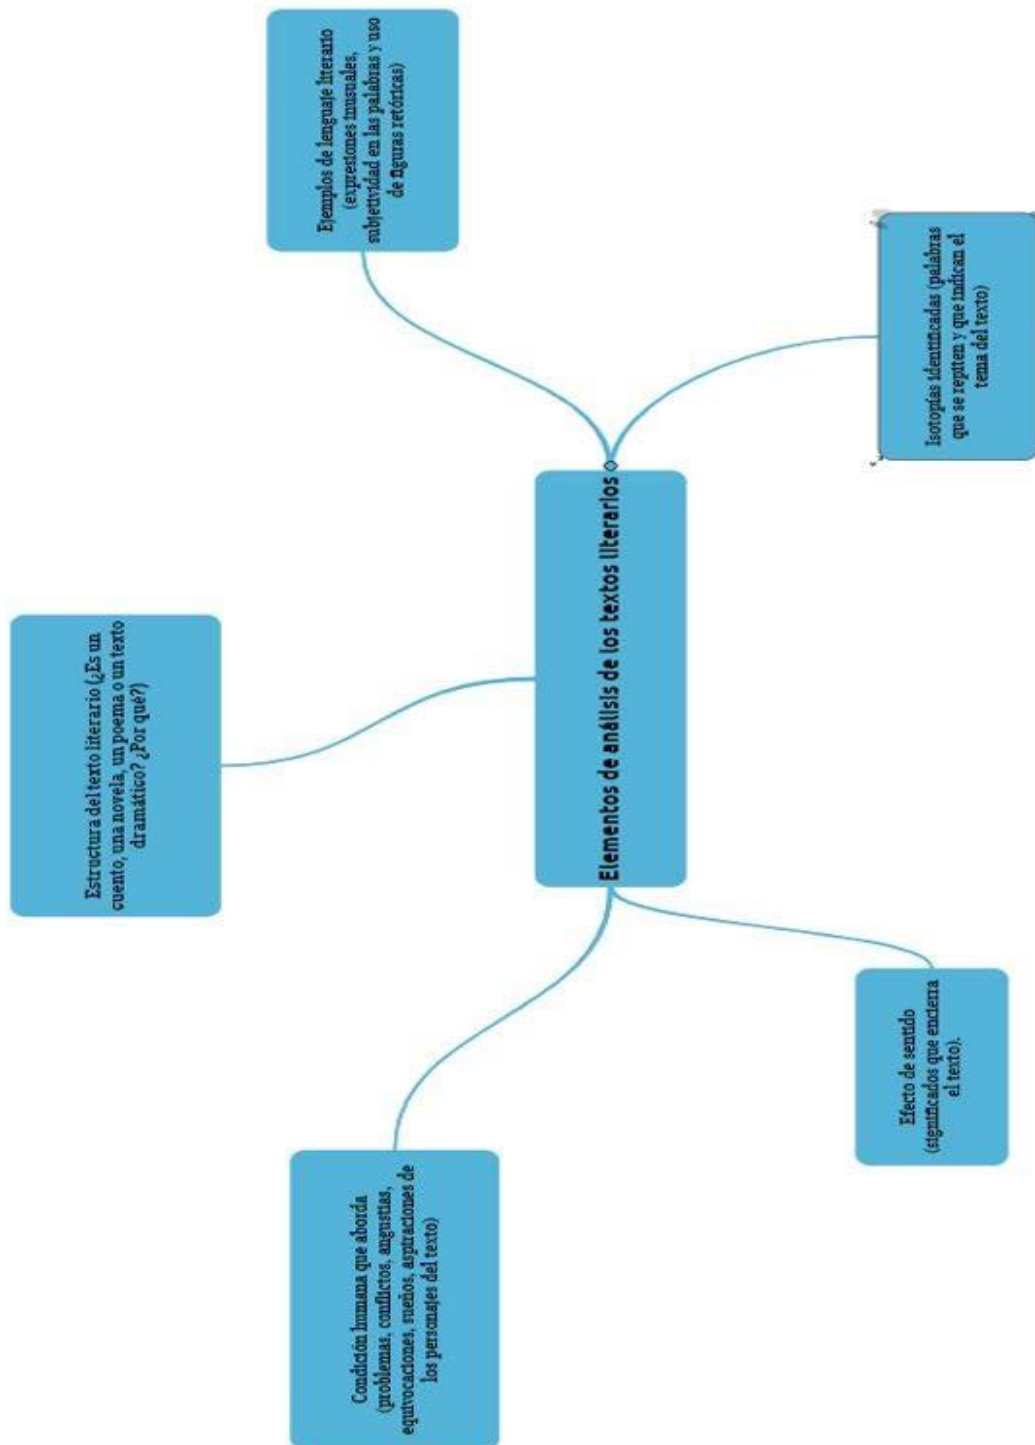 Estructura del texto literario (¿Es un
cuento, una novela, un poema o un texto
dramático? ¿Por qué?)
Condición humana que aborda
(problemas, conflictos, angustias,
equivocaciones, sueños, aspiraciones de
los personajes del texto)
Ejemplos de lenguaje literario
(expresiones inusuales,
subjetividad en las palabras y uso
de figuras retóricas)
Elementos de análisis de los textos literarios
Efecto de sentido
(significados que encierra
el texto).
Isotopías identificadas (palabras
que se repiten y que indican el
tema del texto)